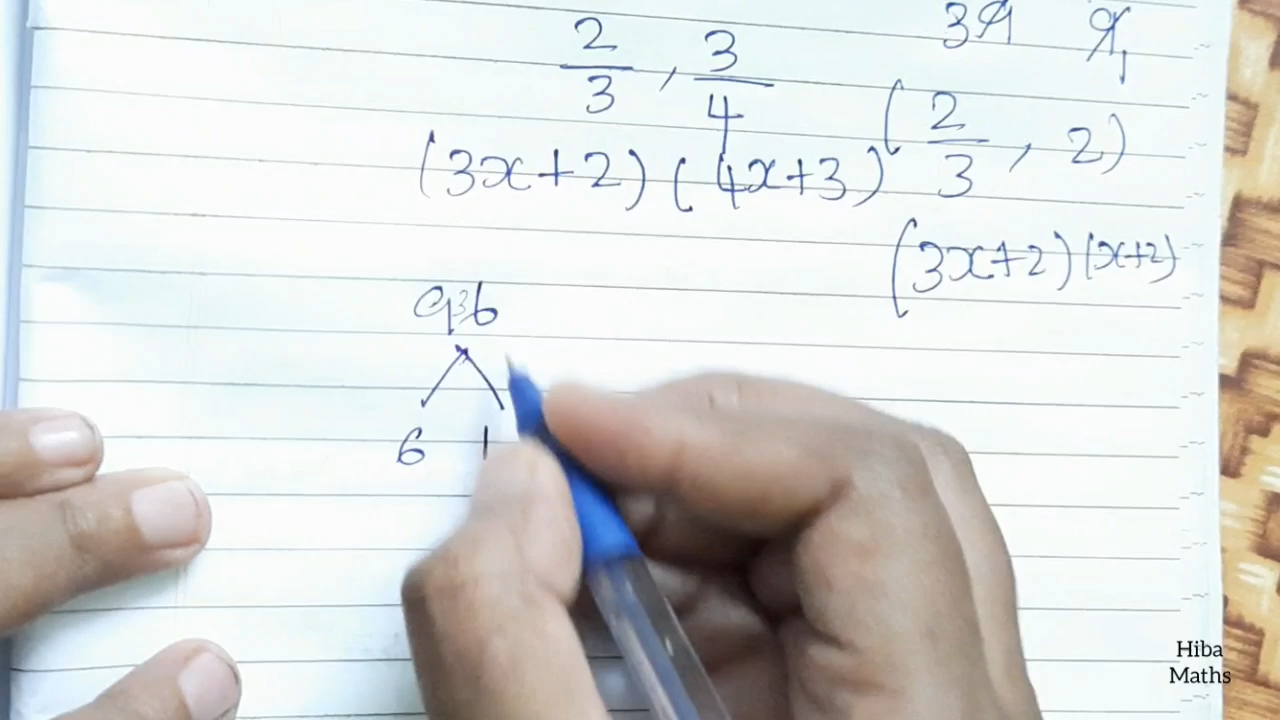 2/3 , 3/4
(3x+2) (4x+3)
(2/3 , 2)
(3x+2) (x+2)
6 1
Hiba
Maths